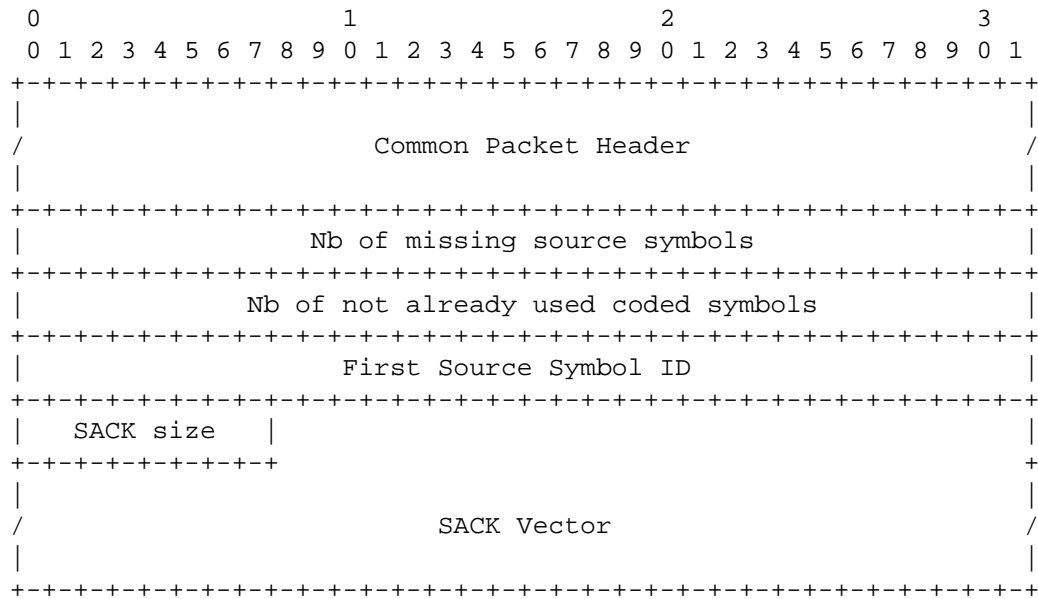 0                   1                   2                   3
0 1 2 3 4 5 6 7 8 9 0 1 2 3 4 5 6 7 8 9 0 1 2 3 4 5 6 7 8 9 0 1
+-+-+-+-+-+-+-+-+-+-+-+-+-+-+-+-+-+-+-+-+-+-+-+-+-+-+-+-+-+-+-+-+
|                                                               |
/                      Common Packet Header                     /
|                                                               |
+-+-+-+-+-+-+-+-+-+-+-+-+-+-+-+-+-+-+-+-+-+-+-+-+-+-+-+-+-+-+-+-+
|                  Nb of missing source symbols                 |
+-+-+-+-+-+-+-+-+-+-+-+-+-+-+-+-+-+-+-+-+-+-+-+-+-+-+-+-+-+-+-+-+
|              Nb of not already used coded symbols             |
+-+-+-+-+-+-+-+-+-+-+-+-+-+-+-+-+-+-+-+-+-+-+-+-+-+-+-+-+-+-+-+-+
|                    First Source Symbol ID                     |
+-+-+-+-+-+-+-+-+-+-+-+-+-+-+-+-+-+-+-+-+-+-+-+-+-+-+-+-+-+-+-+-+
|   SACK size   |                                               |
+-+-+-+-+-+-+-+-+                                               +
|                                                               |
/                          SACK Vector                          /
|                                                               |
+-+-+-+-+-+-+-+-+-+-+-+-+-+-+-+-+-+-+-+-+-+-+-+-+-+-+-+-+-+-+-+-+